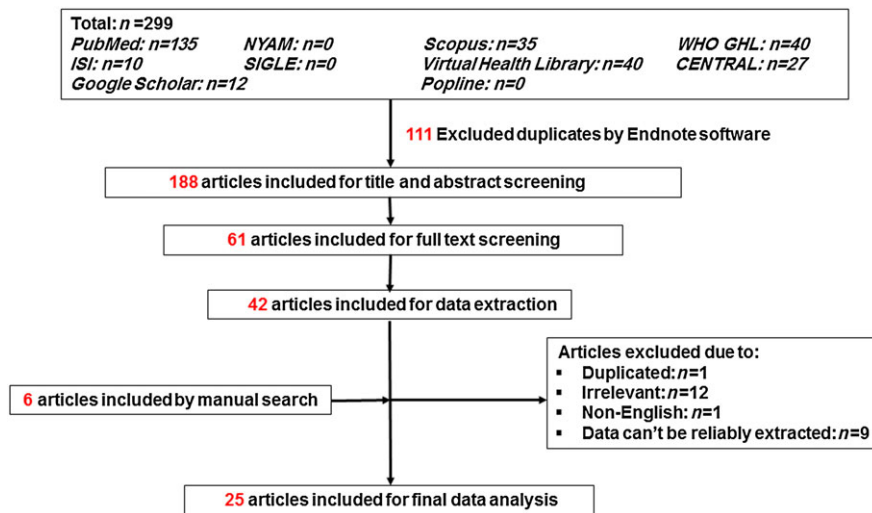 Total: n =299
PubMed: n=135 NYAM: n=0 Scopus: n=35 WHO GHL: n=40
ISI: n=10 SIGLE: n=0 Virtual Health Library: n=40 CENTRAL: n=27
Google Scholar: n=12 Popline: n=0
111 Excluded duplicates by Endnote software
188 articles included for title and abstract screening
61 articles included for full text screening
42 articles included for data extraction
6 articles included by manual search
Articles excluded due to:
▪ Duplicated: n=1
▪ Irrelevant: n=12
▪ Non-English: n=1
▪ Data can't be reliably extracted: n=9
25 articles included for final data analysis